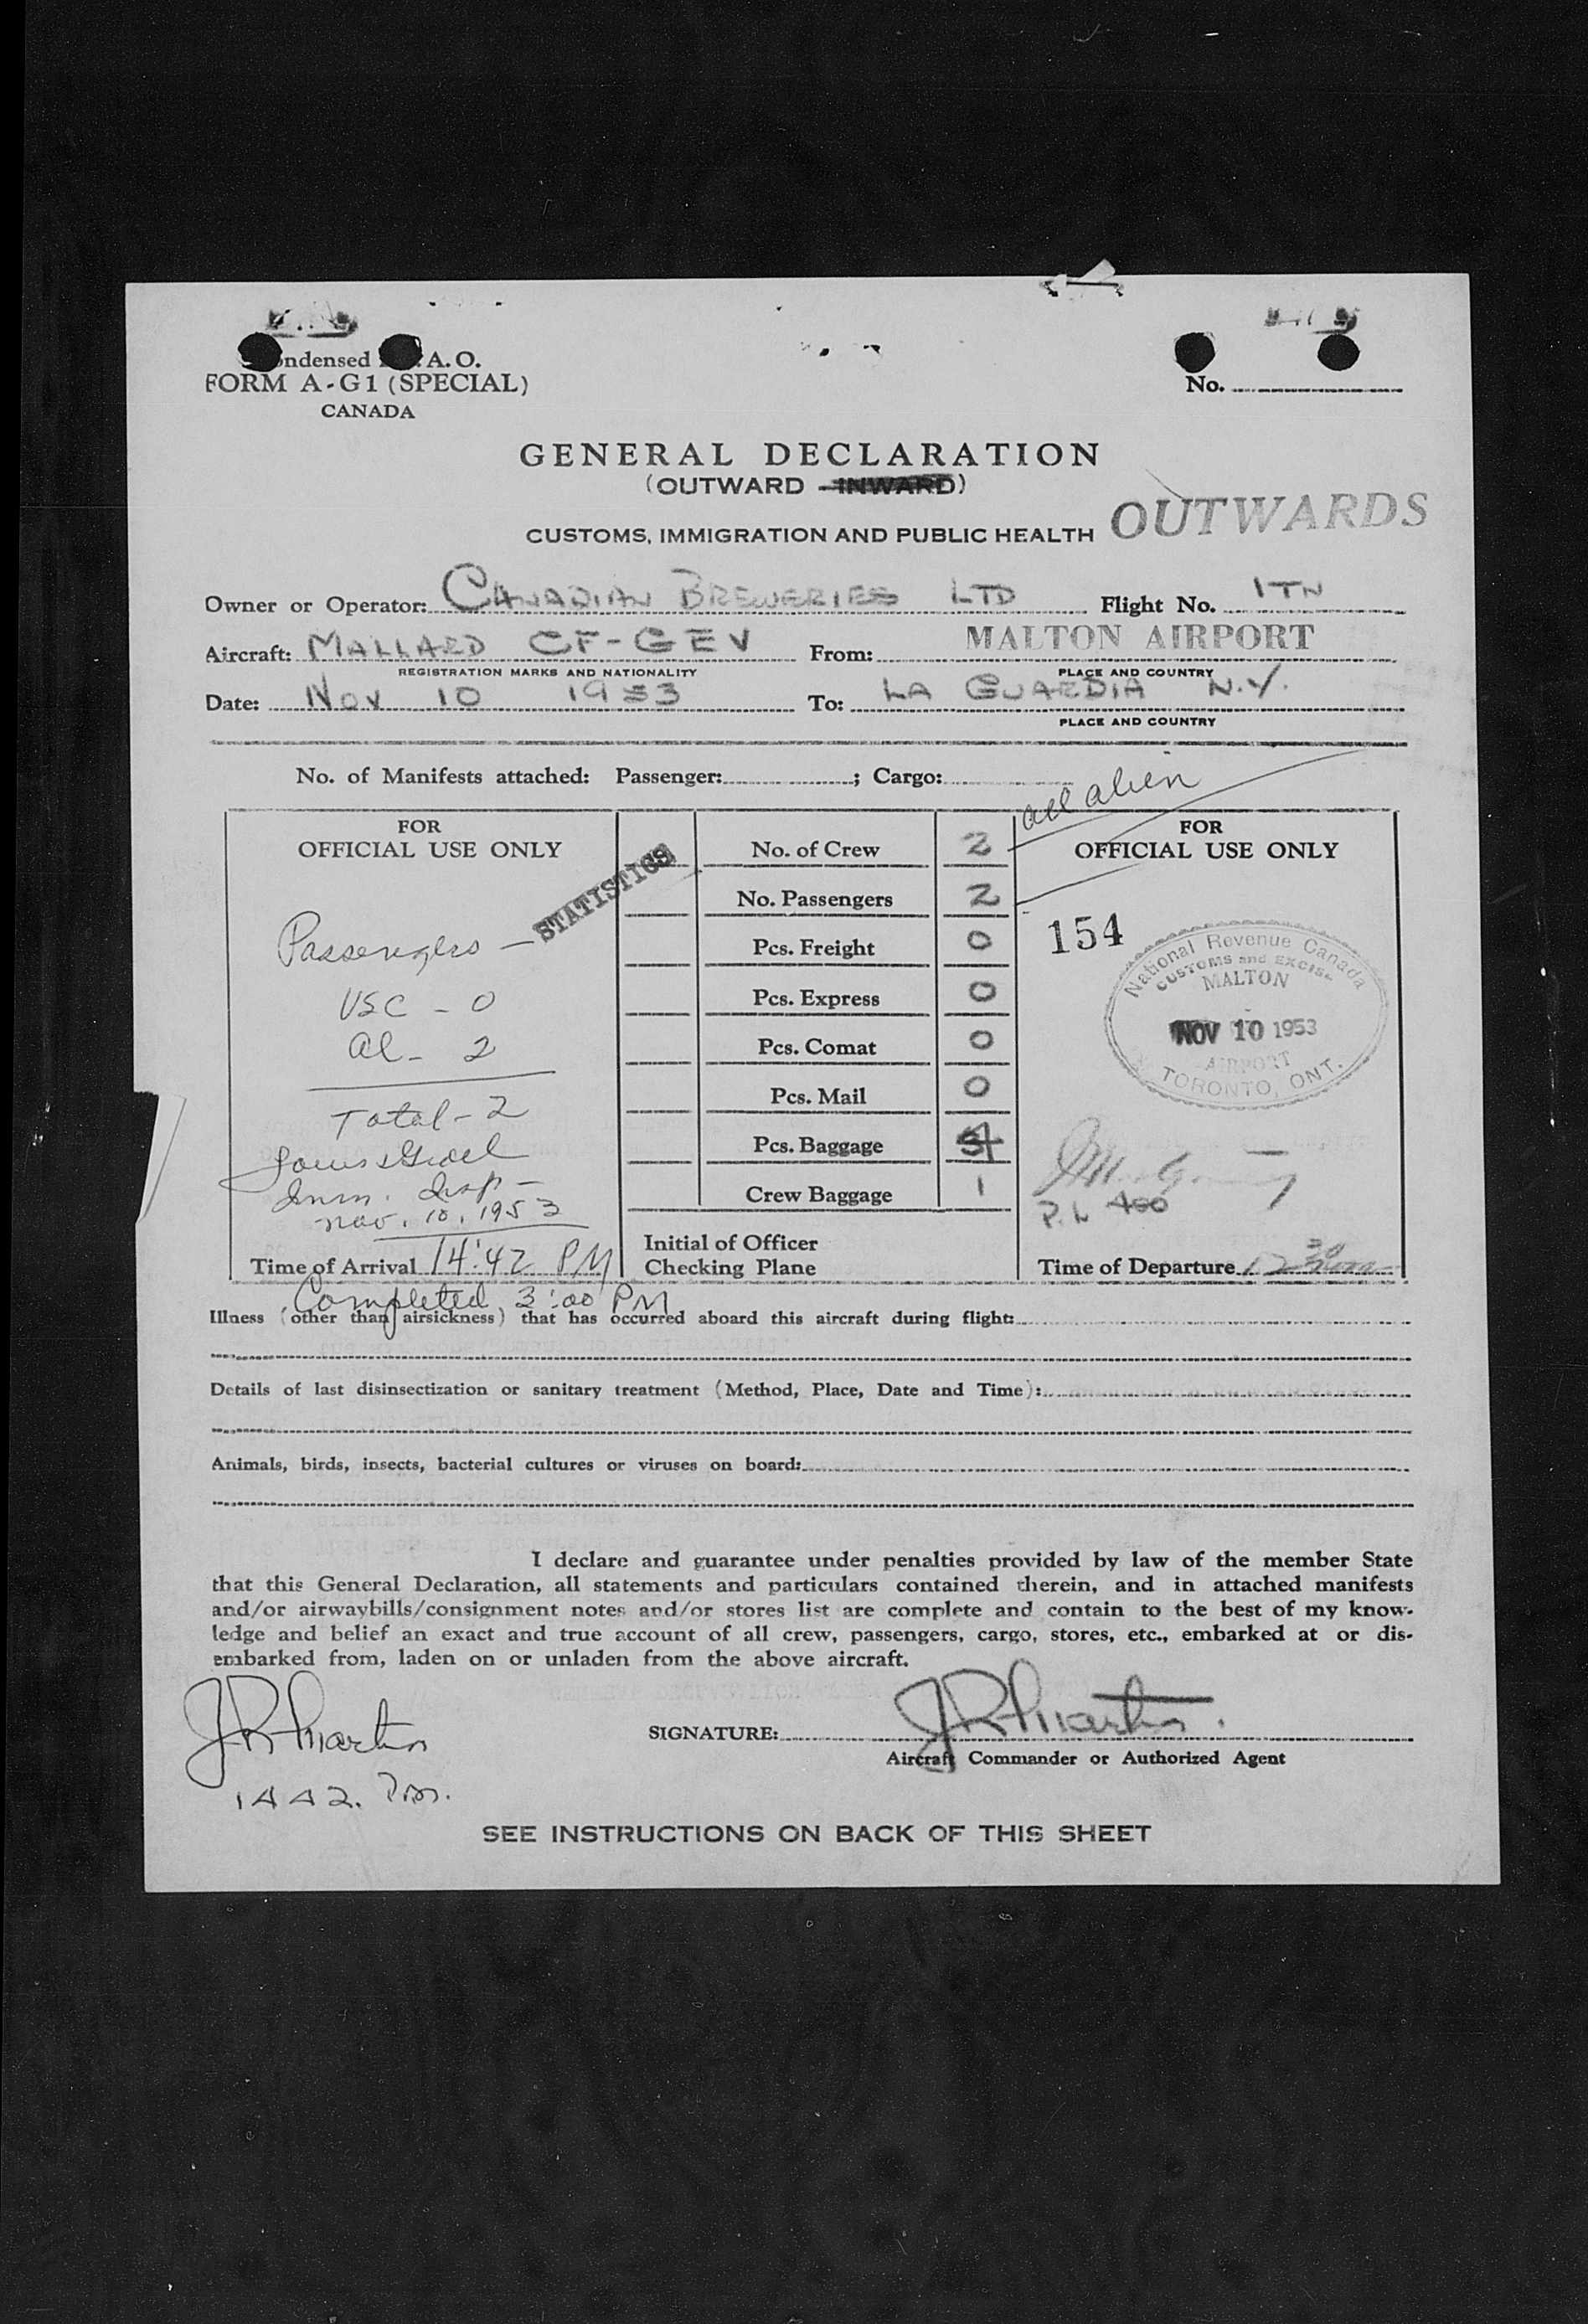 ndensed A. O.
FORM A-G1 (SPECIAL)
CANADA
No.
GENERAL DECLARATION
(OUTWARD - INWARD)
CUSTOMS, IMMIGRATION AND PUBLIC HEALTH OUTWARDS
Owner or Operator: CANADIAN BREWERIES LTD Flight No. ITN
Aircraft: MALLARD CF-GEV From: MALTON AIRPORT
REGISTRATION MARKS AND NATIONALITY PLACE AND COUNTRY
Date: NOV 10 1953 To: LA GUARDIA N.Y.
PLACE AND COUNTRY
No. of Manifests attached: Passenger: ; Cargo:
all alien
FOR
OFFICIAL USE ONLY
STATISTICS
Passengers -
USC - 0
al - 2
Total - 2
Insp -
Nov. 10, 1953
Time of Arrival 14:42 PM
No. of Crew 2
No. Passengers 2
Pcs. Freight 0
Pcs. Express 0
Pcs. Comat 0
Pcs. Mail 0
Pcs. Baggage
Crew Baggage 1
Initial of Officer
Checking Plane
FOR
OFFICIAL USE ONLY
154
National Revenue Canada
CUSTOMS and EXCISE
MALTON
NOV 10 1953
AIRPORT
TORONTO, ONT.
P.L 400
Time of Departure 12 30
Completed 3:00 PM
Illness (other than airsickness) that has occurred aboard this aircraft during flight:
Details of last disinsectization or sanitary treatment (Method, Place, Date and Time):
Animals, birds, insects, bacterial cultures or viruses on board:
I declare and guarantee under penalties provided by law of the member State
that this General Declaration, all statements and particulars contained therein, and in attached manifests
and/or airwaybills/consignment notes and/or stores list are complete and contain to the best of my know-
ledge and belief an exact and true account of all crew, passengers, cargo, stores, etc., embarked at or dis-
embarked from, laden on or unladen from the above aircraft.
JR Martin
1442. P.M.
SIGNATURE: JR Martin.
Aircraft Commander or Authorized Agent
SEE INSTRUCTIONS ON BACK OF THIS SHEET